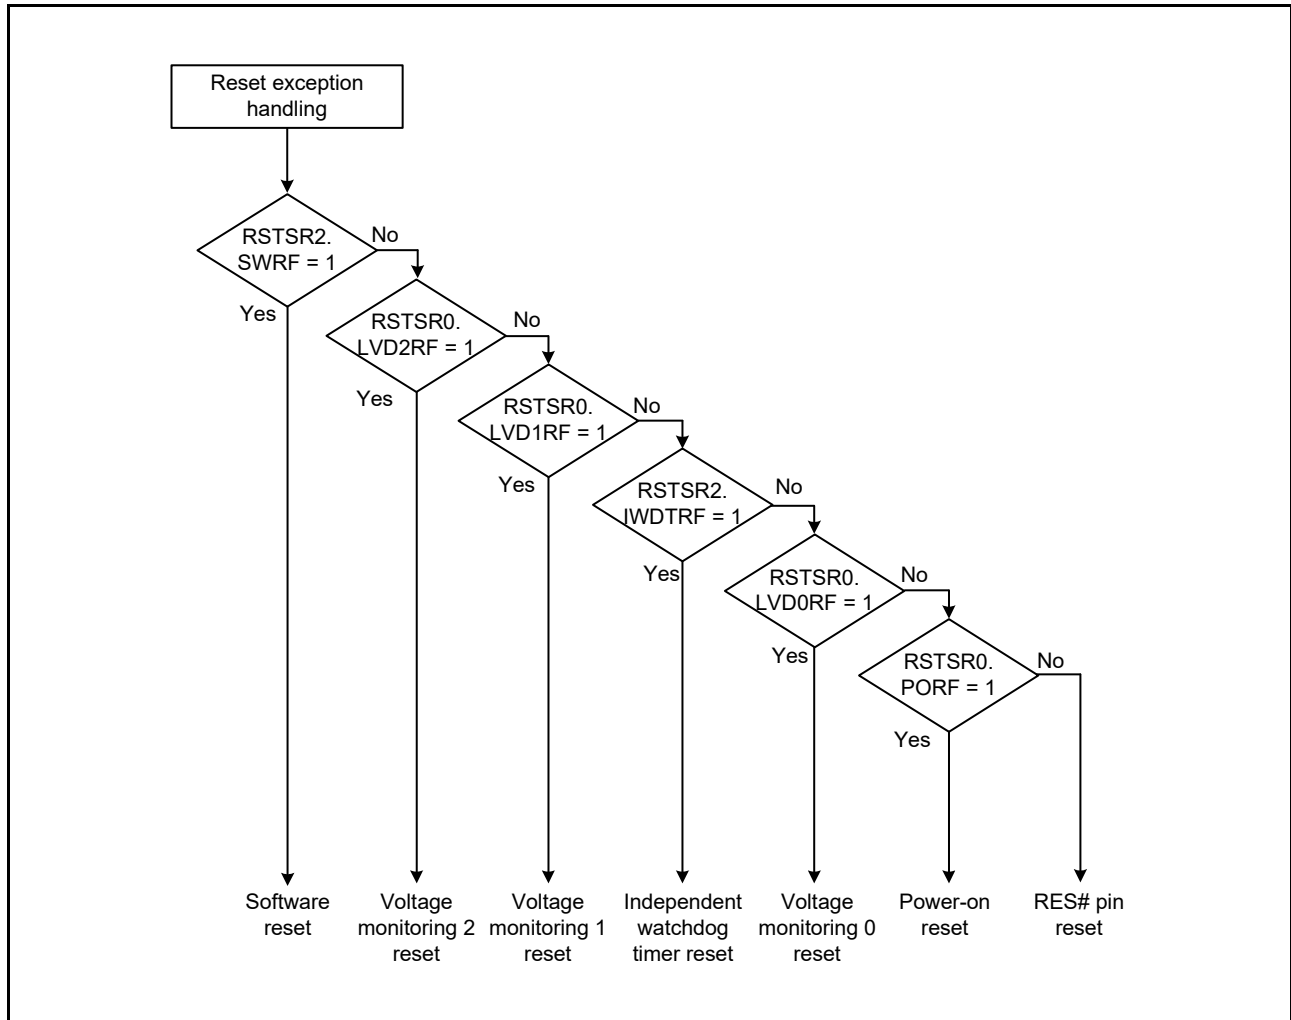 Reset exception
handling
RSTSR2.
SWRF = 1
No
Yes
RSTSR0.
LVD2RF = 1
No
Yes
RSTSR0.
LVD1RF = 1
No
Yes
RSTSR2.
IWDTRF = 1
No
Yes
RSTSR0.
LVD0RF = 1
No
Yes
RSTSR0.
PORF = 1
No
Yes
Software
reset
Voltage
monitoring 2
reset
Voltage
monitoring 1
reset
Independent
watchdog
timer reset
Voltage
monitoring 0
reset
Power-on
reset
RES# pin
reset